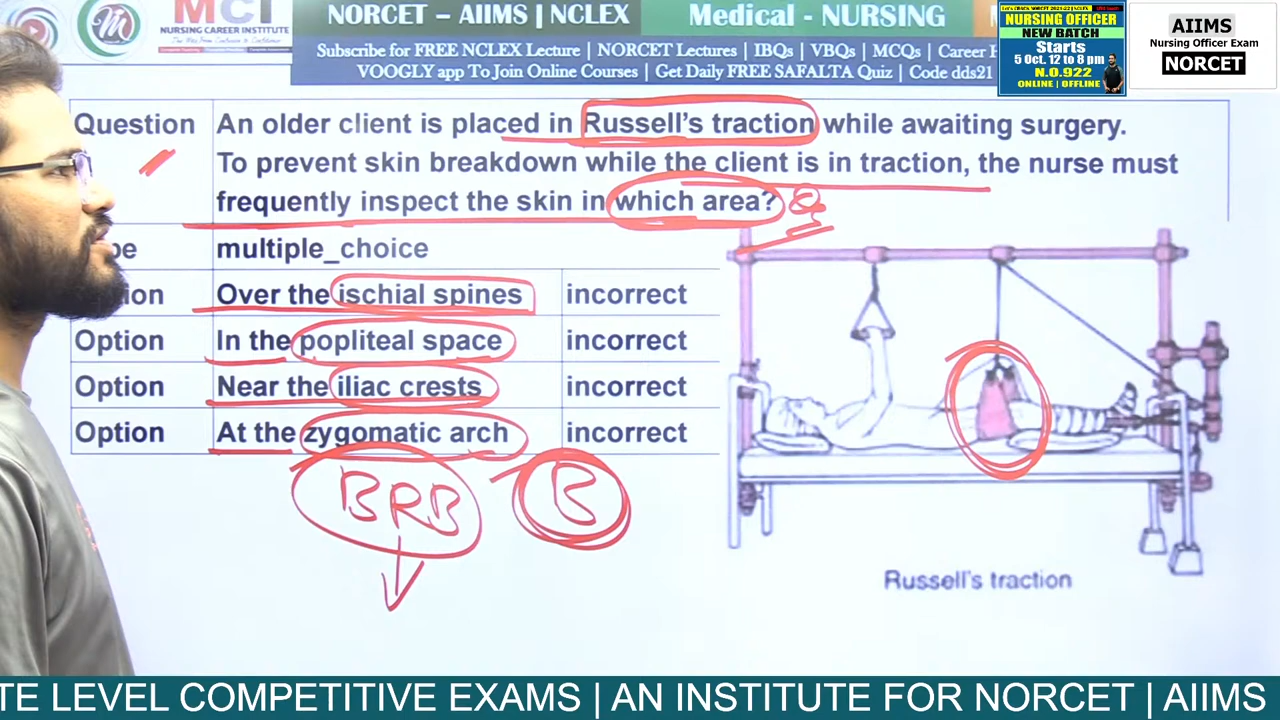 MCI
NURSING CAREER INSTITUTE
NORCET – AIIMS | NCLEX
Medical - NURSING
Subscribe for FREE NCLEX Lecture | NORCET Lectures | IBQs | VBQs | MCQs | Career
VOOGLY app To Join Online Courses | Get Daily FREE SAFALTA Quiz | Code dds21
NURSING OFFICER
NEW BATCH
Starts
5 Oct. 12 to 8 pm
N.O.922
ONLINE | OFFLINE
AIIMS
Nursing Officer Exam
NORCET
Question An older client is placed in Russell's traction while awaiting surgery.
To prevent skin breakdown while the client is in traction, the nurse must
frequently inspect the skin in which area?
pe multiple_choice
ion Over the ischial spines incorrect
Option In the popliteal space incorrect
Option Near the iliac crests incorrect
Option At the zygomatic arch incorrect
BRB B
Russell's traction
TE LEVEL COMPETITIVE EXAMS | AN INSTITUTE FOR NORCET | AIIMS